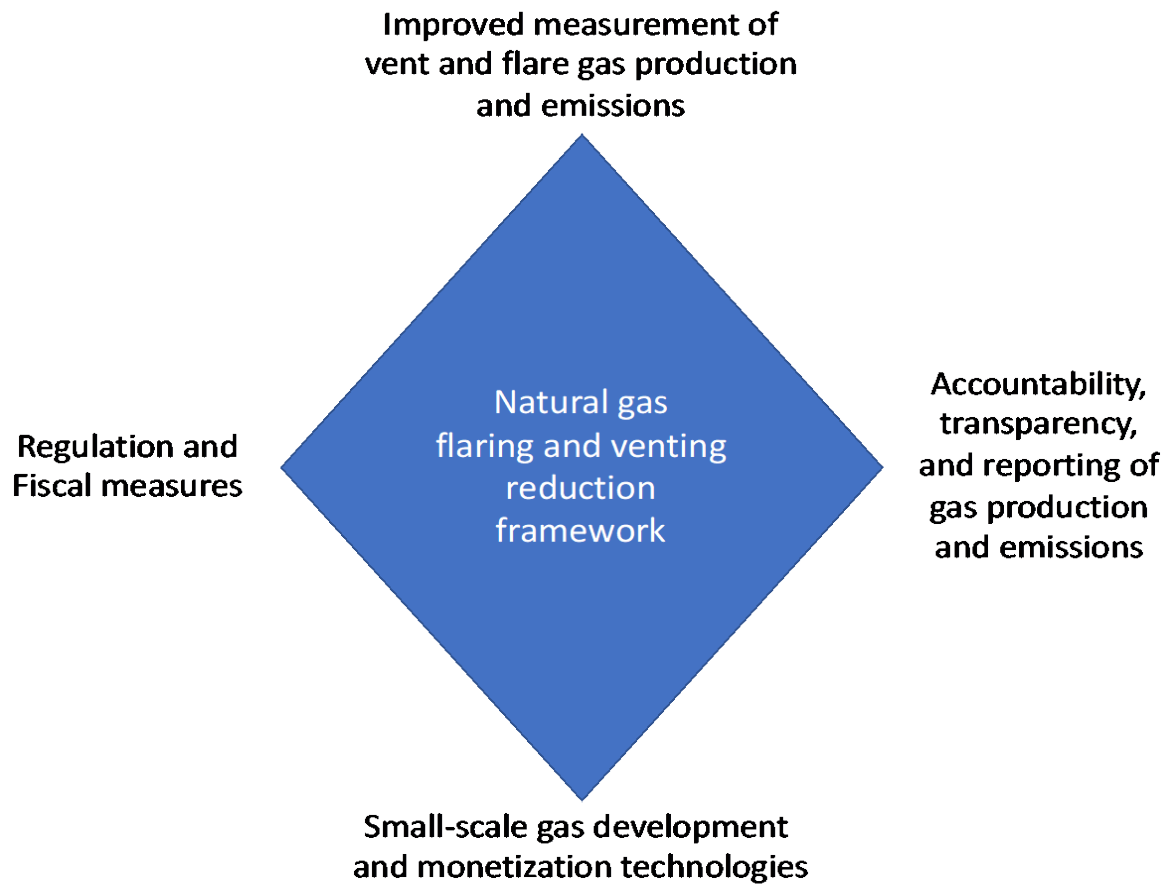 Improved measurement of
vent and flare gas production
and emissions
Natural gas
flaring and venting
reduction
framework
Regulation and
Fiscal measures
Accountability,
transparency,
and reporting of
gas production
and emissions
Small-scale gas development
and monetization technologies